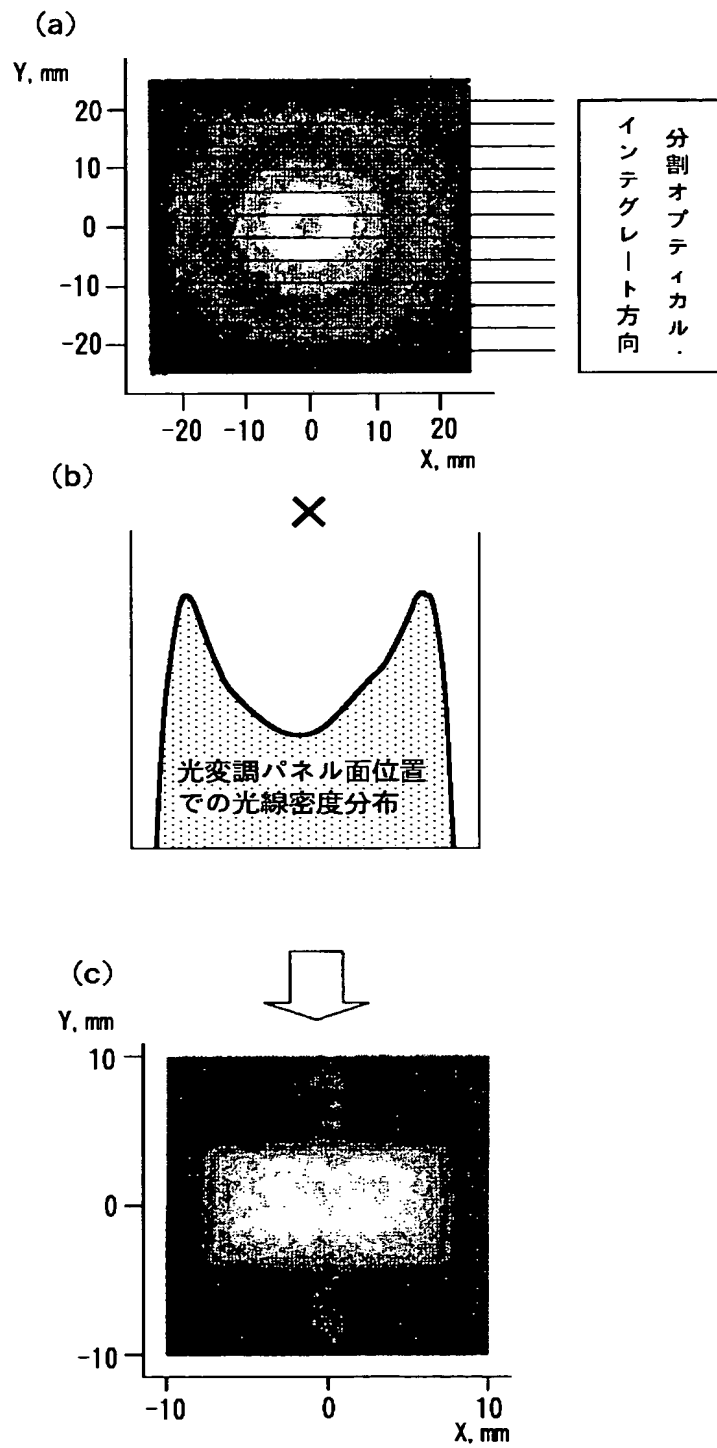 (a)
Y, mm
20
10
0
-10
-20
-20 -10 0 10 20
X, mm
分割オプティカル・
インテグレート方向
(b)
×
光変調パネル面位置
での光線密度分布
(c)
Y, mm
10
0
-10
-10 0 10
X, mm